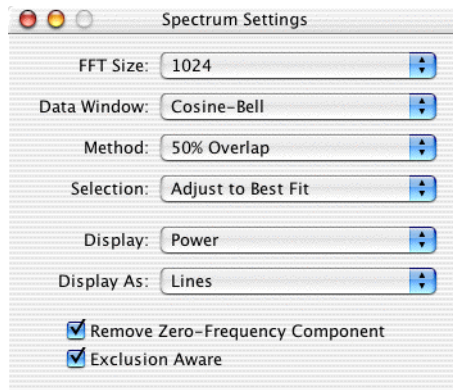 Spectrum Settings
FFT Size: 1024
Data Window: Cosine-Bell
Method: 50% Overlap
Selection: Adjust to Best Fit
Display: Power
Display As: Lines
Remove Zero-Frequency Component
Exclusion Aware